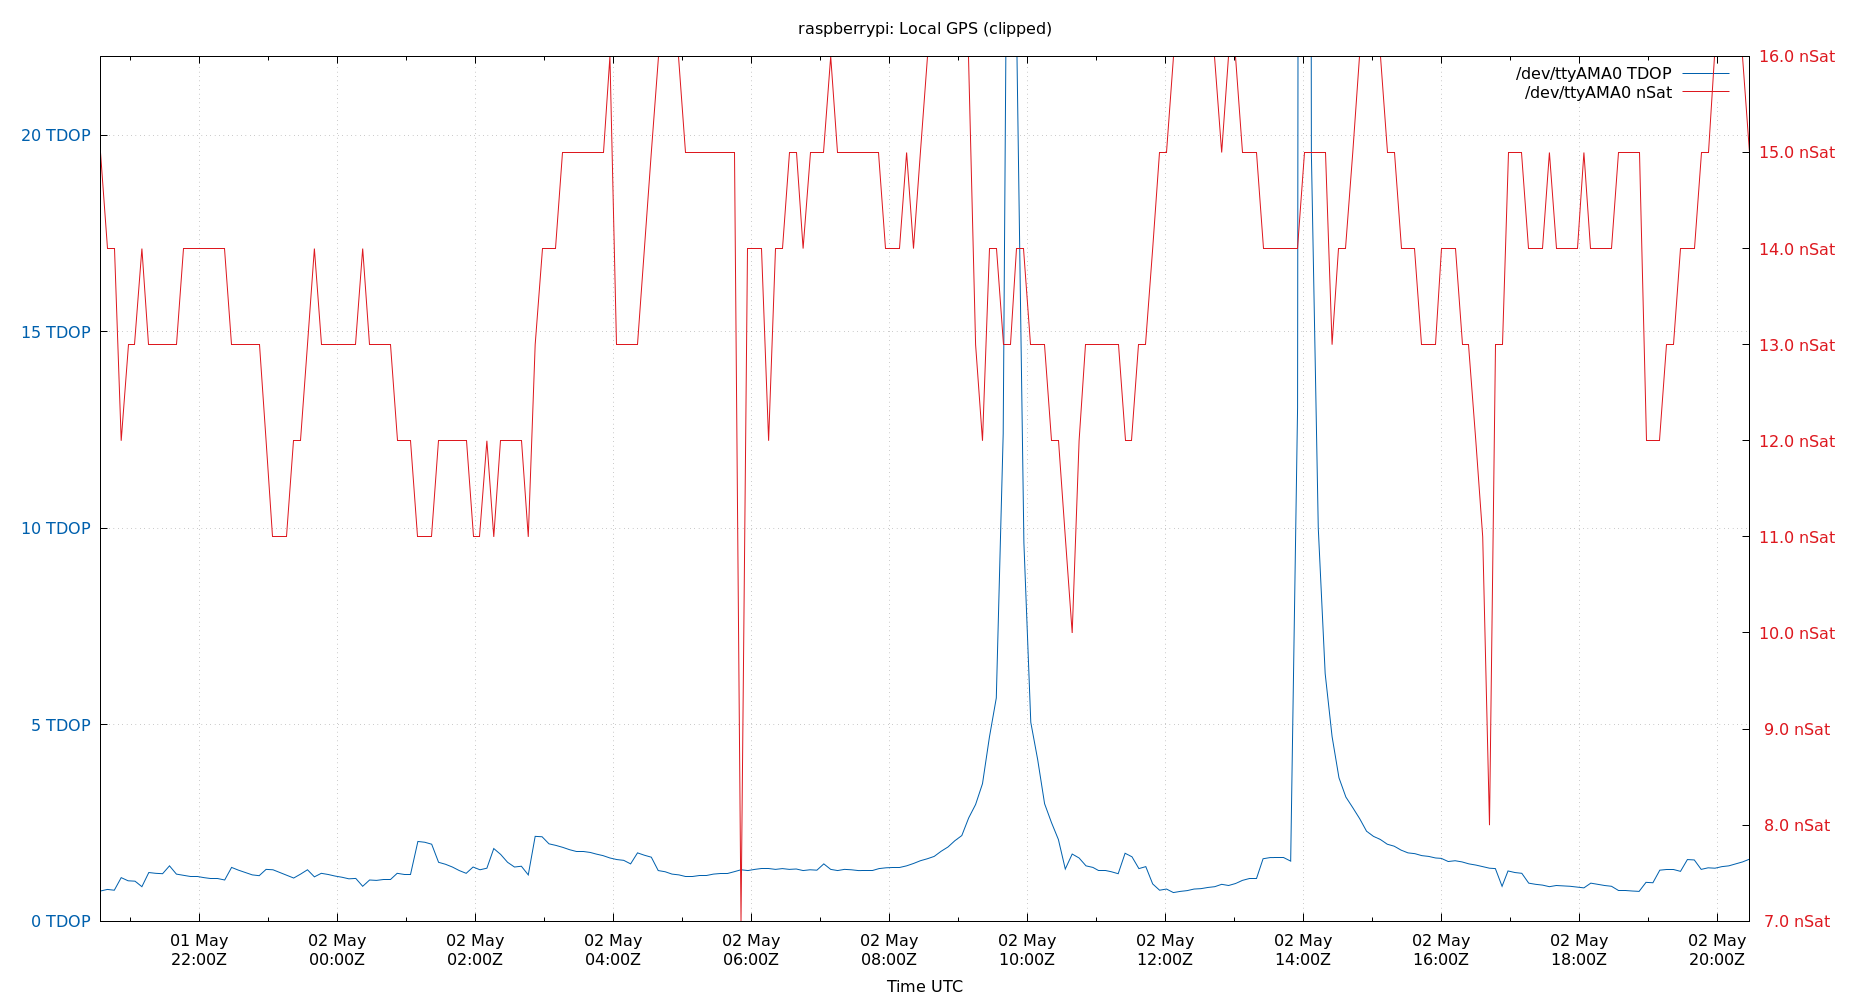 raspberrypi: Local GPS (clipped)
/dev/ttyAMA0 TDOP
/dev/ttyAMA0 nSat
20 TDOP
15 TDOP
10 TDOP
5 TDOP
0 TDOP
16.0 nSat
15.0 nSat
14.0 nSat
13.0 nSat
12.0 nSat
11.0 nSat
10.0 nSat
9.0 nSat
8.0 nSat
7.0 nSat
01 May
22:00Z
02 May
00:00Z
02 May
02:00Z
02 May
04:00Z
02 May
06:00Z
02 May
08:00Z
02 May
10:00Z
02 May
12:00Z
02 May
14:00Z
02 May
16:00Z
02 May
18:00Z
02 May
20:00Z
Time UTC